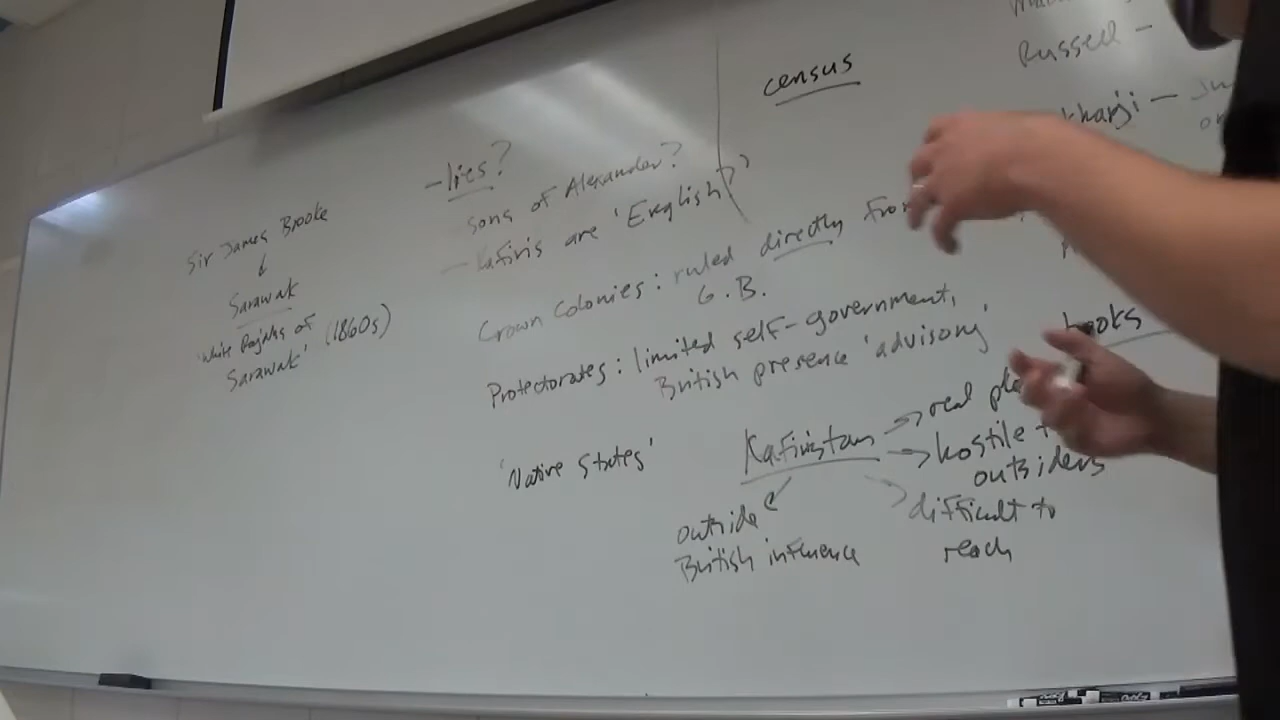 Sir James Brooke
Sarawak
'White Rajahs of
Sarawak' (1860s)
- lies?
sons of Alexander?
- Kafiris are 'English'?
Crown Colonies: ruled directly from
G.B.
Protectorates: limited self-government,
British presence 'advisory'
'Native States'
Kafiristan
real
hostile
outsiders
difficult to
reach
outside
British influence
census
Russell -
books